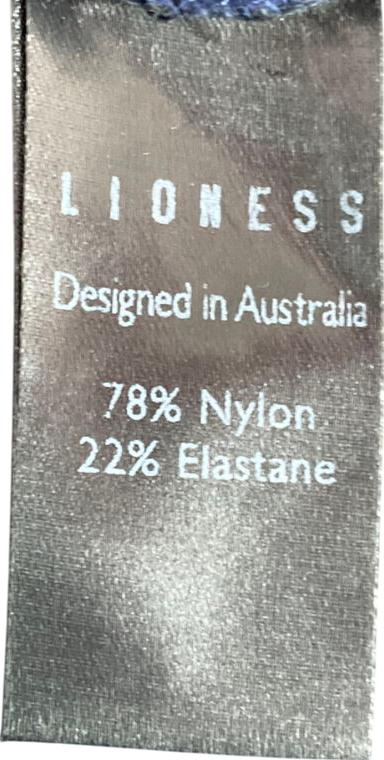 LIONESS
Designed in Australia
78% Nylon
22% Elastane